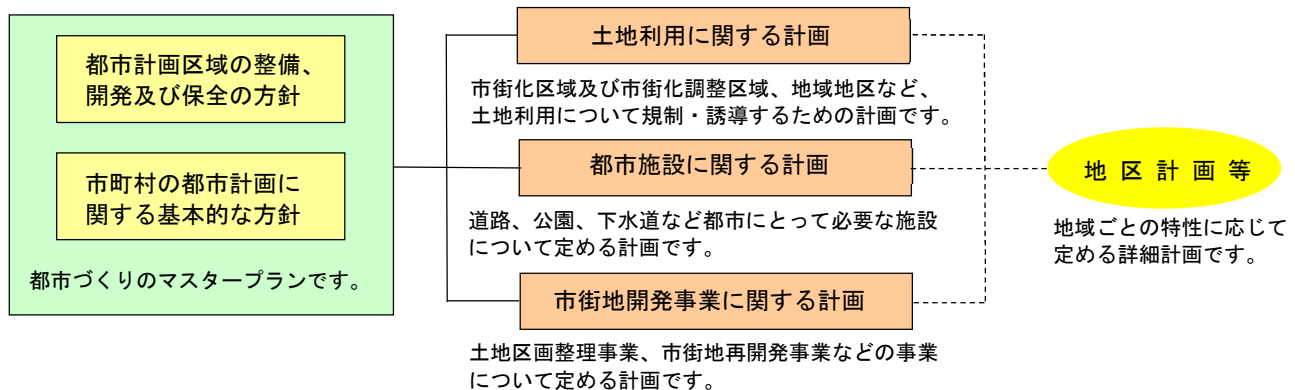 都市計画区域の整備、
開発及び保全の方針
市町村の都市計画に
関する基本的な方針
都市づくりのマスタープランです。
土地利用に関する計画
市街化区域及び市街化調整区域、地域地区など、
土地利用について規制・誘導するための計画です。
都市施設に関する計画
道路、公園、下水道など都市にとって必要な施設
について定める計画です。
市街地開発事業に関する計画
土地区画整理事業、市街地再開発事業などの事業
について定める計画です。
地区計画等
地域ごとの特性に応じて
定める詳細計画です。